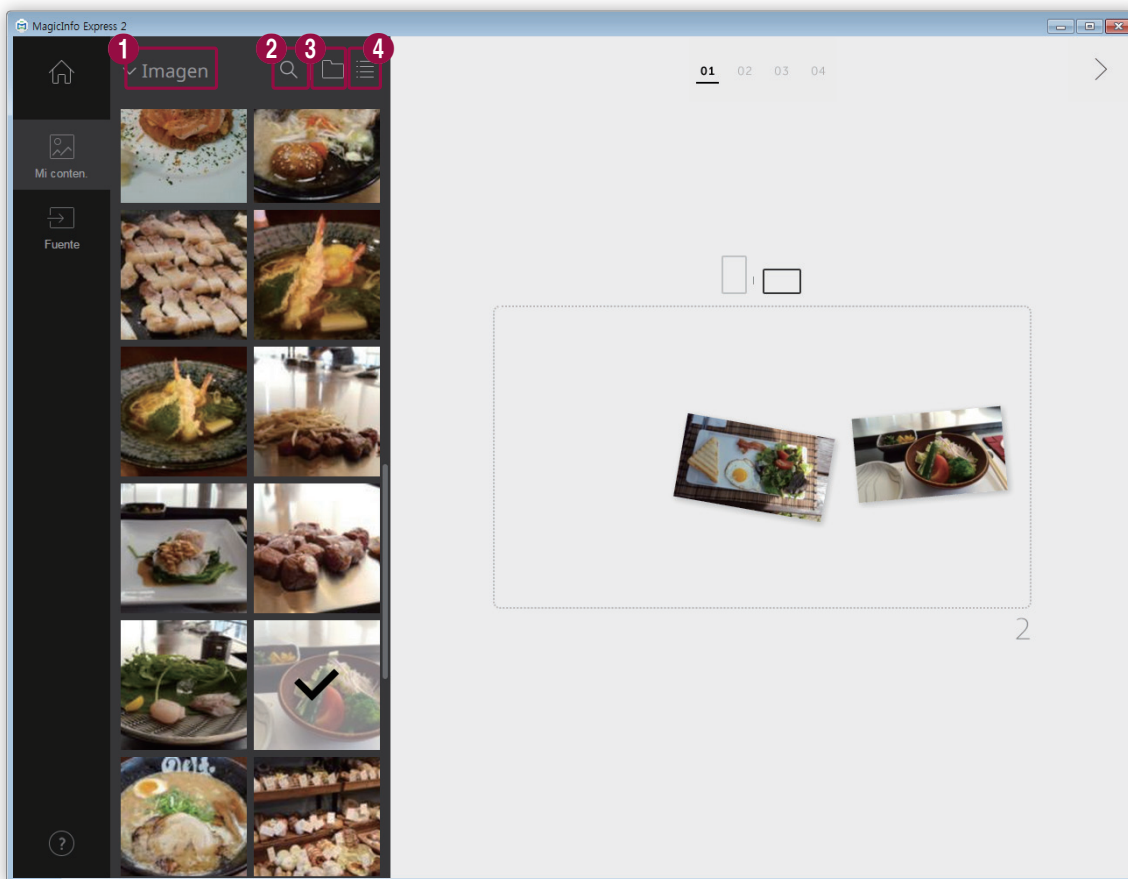 MagicInfo Express 2
1 2 3 4
Imagen
01 02 03 04
Mi conten.
Fuente
2
?